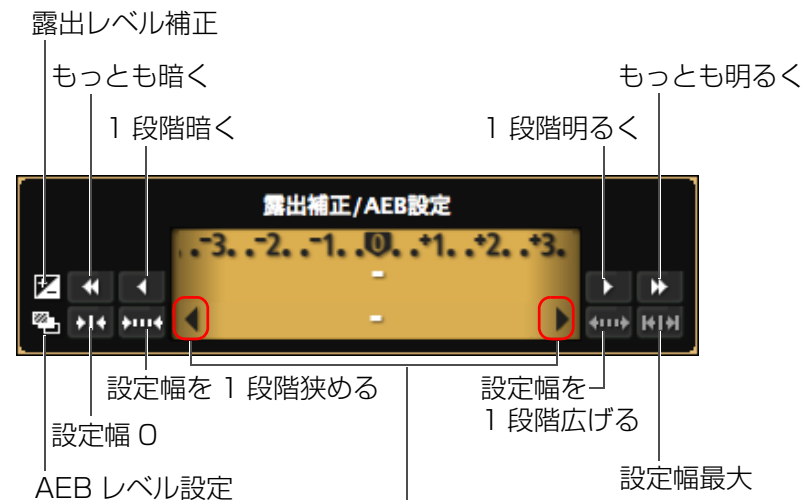 露出レベル補正
もっとも暗く
もっとも明るく
1 段階暗く
1 段階明るく
露出補正/AEB設定
. .⁻3. .⁻2. .⁻1. .0. .⁺1. .⁺2. .⁺3.
設定幅を 1 段階狭める
設定幅を
1 段階広げる
設定幅 0
設定幅最大
AEB レベル設定